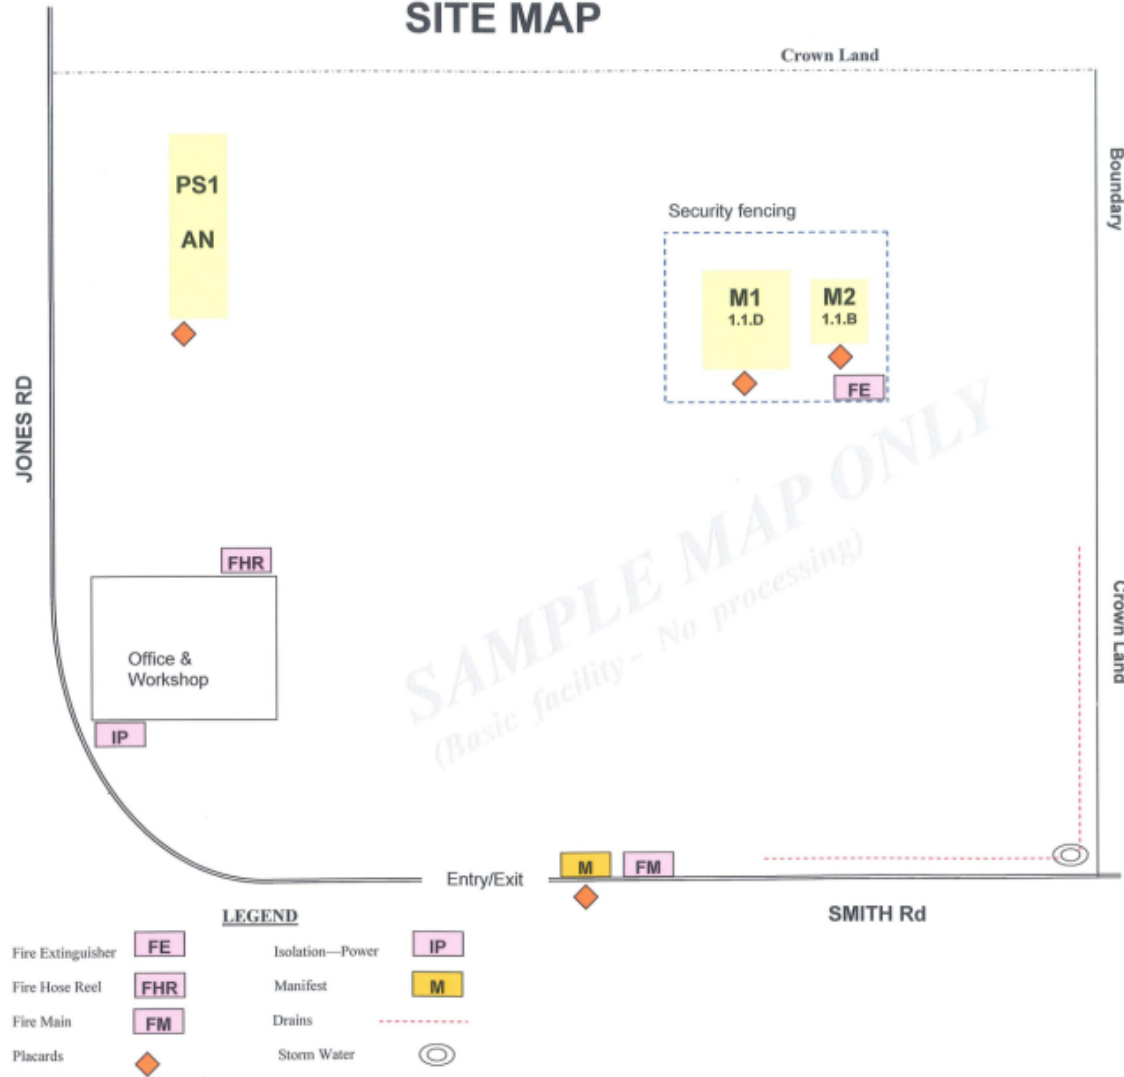 SITE MAP
Crown Land
Boundary
PS1
AN
Security fencing
M1
1.1.D
M2
1.1.B
FE
JONES RD
SAMPLE MAP ONLY
(Basic facility - No processing)
FHR
Crown Land
Office &
Workshop
IP
M
FM
Entry/Exit
SMITH Rd
LEGEND
Fire Extinguisher FE
Isolation—Power IP
Fire Hose Reel FHR
Manifest M
Fire Main FM
Drains
Placards
Storm Water